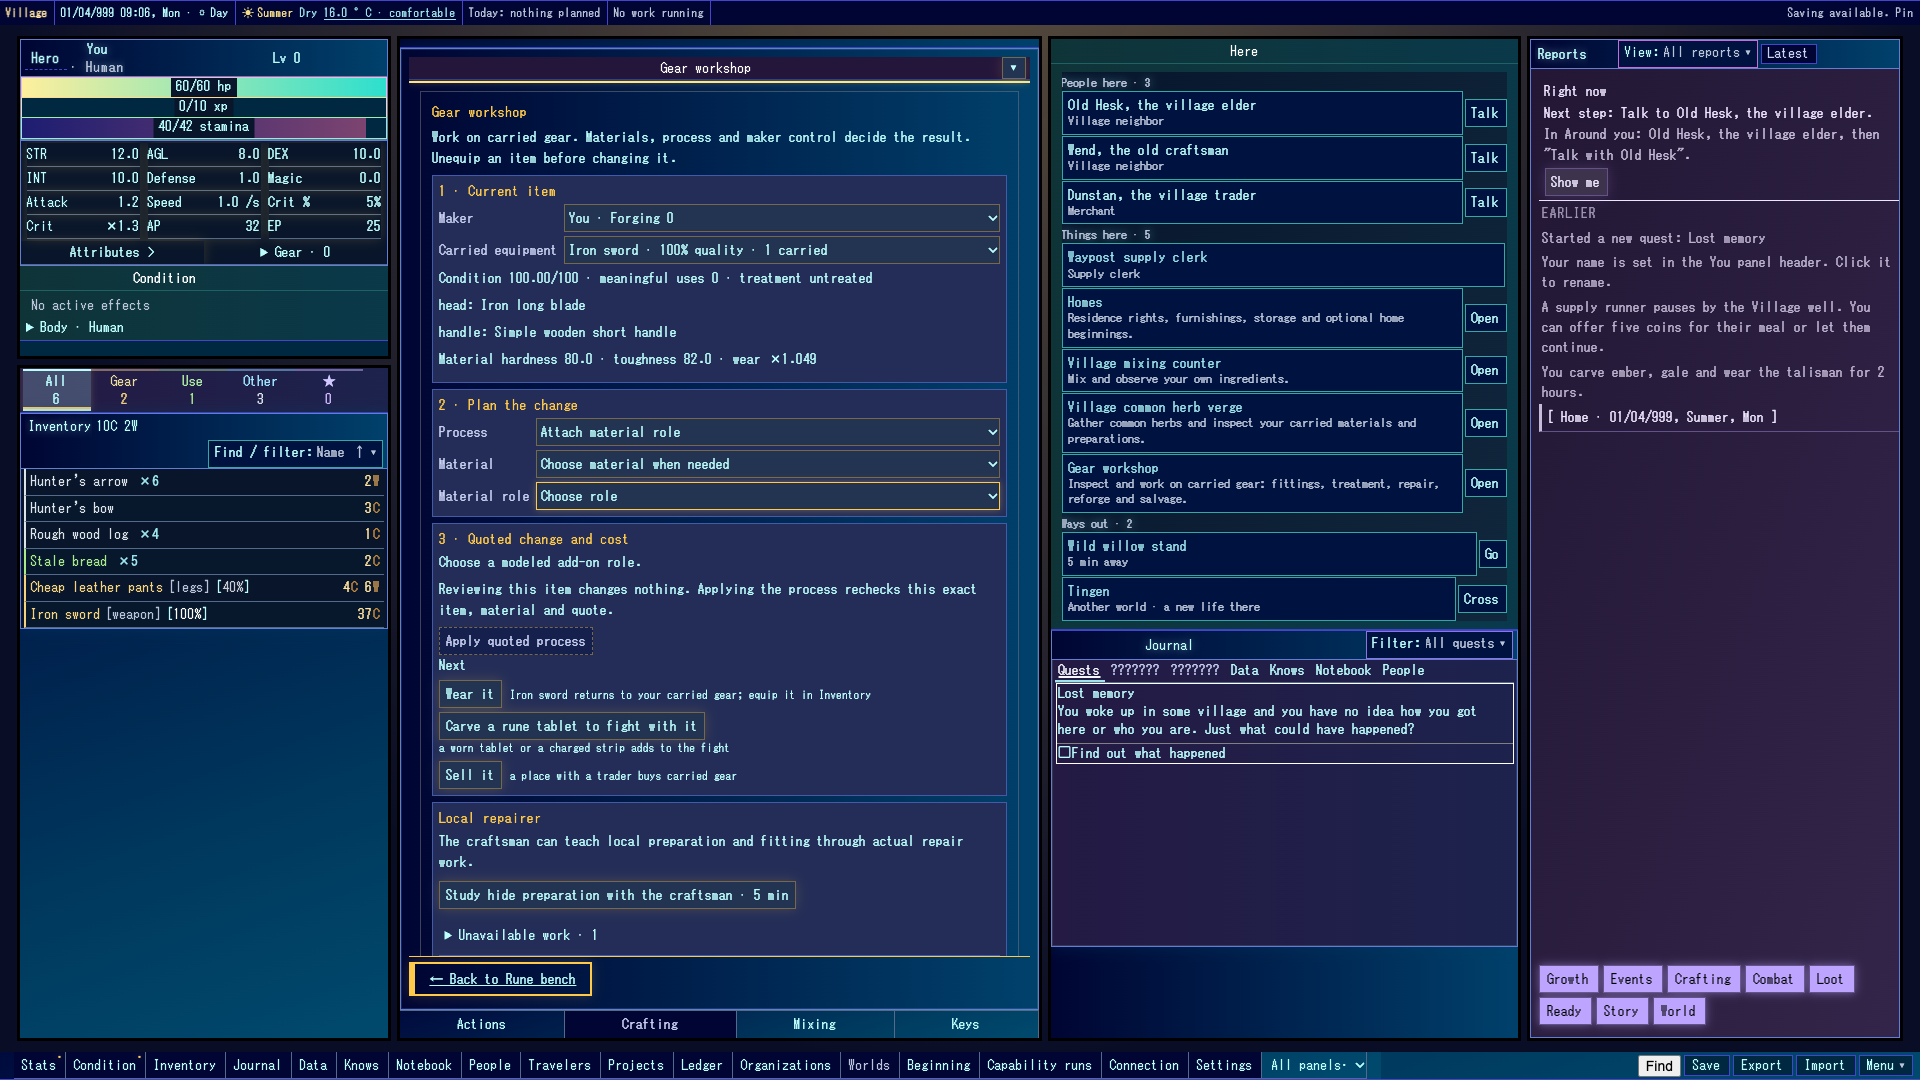 Village
01/04/999 09:06, Mon · ☼ Day
☀ Summer Dry 16.0 ° C · comfortable
Today: nothing planned
No work running
Saving available. Pin
Hero · You
Human
Lv 0
60/60 hp
0/10 xp
40/42 stamina
STR 12.0 AGL 8.0 DEX 10.0
INT 10.0 Defense 1.0 Magic 0.0
Attack 1.2 Speed 1.0 /s Crit % 5%
Crit ×1.3 AP 32 EP 25
Attributes >
▶ Gear · 0
Condition
No active effects
▶ Body · Human
All Gear Use Other ★
6 2 1 3 0
Inventory 10C 2W
Find / filter: Name ↑ ▾
Hunter's arrow ×6 2W
Hunter's bow 3C
Rough wood log ×4 1C
Stale bread ×5 2C
Cheap leather pants [legs] [40%] 4C 6W
Iron sword [weapon] [100%] 37C
Gear workshop
▼
Gear workshop
Work on carried gear. Materials, process and maker control decide the result.
Unequip an item before changing it.
1 · Current item
Maker You · Forging 0
Carried equipment Iron sword · 100% quality · 1 carried
Condition 100.00/100 · meaningful uses 0 · treatment untreated
head: Iron long blade
handle: Simple wooden short handle
Material hardness 80.0 · toughness 82.0 · wear ×1.049
2 · Plan the change
Process Attach material role
Material Choose material when needed
Material role Choose role
3 · Quoted change and cost
Choose a modeled add-on role.
Reviewing this item changes nothing. Applying the process rechecks this exact
item, material and quote.
Apply quoted process
Next
Wear it Iron sword returns to your carried gear; equip it in Inventory
Carve a rune tablet to fight with it
a worn tablet or a charged strip adds to the fight
Sell it a place with a trader buys carried gear
Local repairer
The craftsman can teach local preparation and fitting through actual repair
work.
Study hide preparation with the craftsman · 5 min
▶ Unavailable work · 1
← Back to Rune bench
Actions Crafting Mixing Keys
Here
People here · 3
Old Hesk, the village elder
Village neighbor
Talk
Wend, the old craftsman
Village neighbor
Talk
Dunstan, the village trader
Merchant
Talk
Things here · 5
Waypost supply clerk
Supply clerk
Homes
Residence rights, furnishings, storage and optional home
beginnings.
Open
Village mixing counter
Mix and observe your own ingredients.
Open
Village common herb verge
Gather common herbs and inspect your carried materials and
preparations.
Open
Gear workshop
Inspect and work on carried gear: fittings, treatment, repair,
reforge and salvage.
Open
Ways out · 2
Wild willow stand
5 min away
Go
Tingen
Another world · a new life there
Cross
Journal
Filter: All quests ▾
Quests ??????? ??????? Data Knows Notebook People
Lost memory
You woke up in some village and you have no idea how you got
here or who you are. Just what could have happened?
☐Find out what happened
Reports
View: All reports ▾
Latest
Right now
Next step: Talk to Old Hesk, the village elder.
In Around you: Old Hesk, the village elder, then
"Talk with Old Hesk".
Show me
EARLIER
Started a new quest: Lost memory
Your name is set in the You panel header. Click it
to rename.
A supply runner pauses by the Village well. You
can offer five coins for their meal or let them
continue.
You carve ember, gale and wear the talisman for 2
hours.
[ Home · 01/04/999, Summer, Mon ]
Growth Events Crafting Combat Loot
Ready Story World
Stats Condition Inventory Journal Data Knows Notebook People Travelers Projects Ledger Organizations Worlds Beginning Capability runs Connection Settings All panels· Find Save Export Import Menu ▾